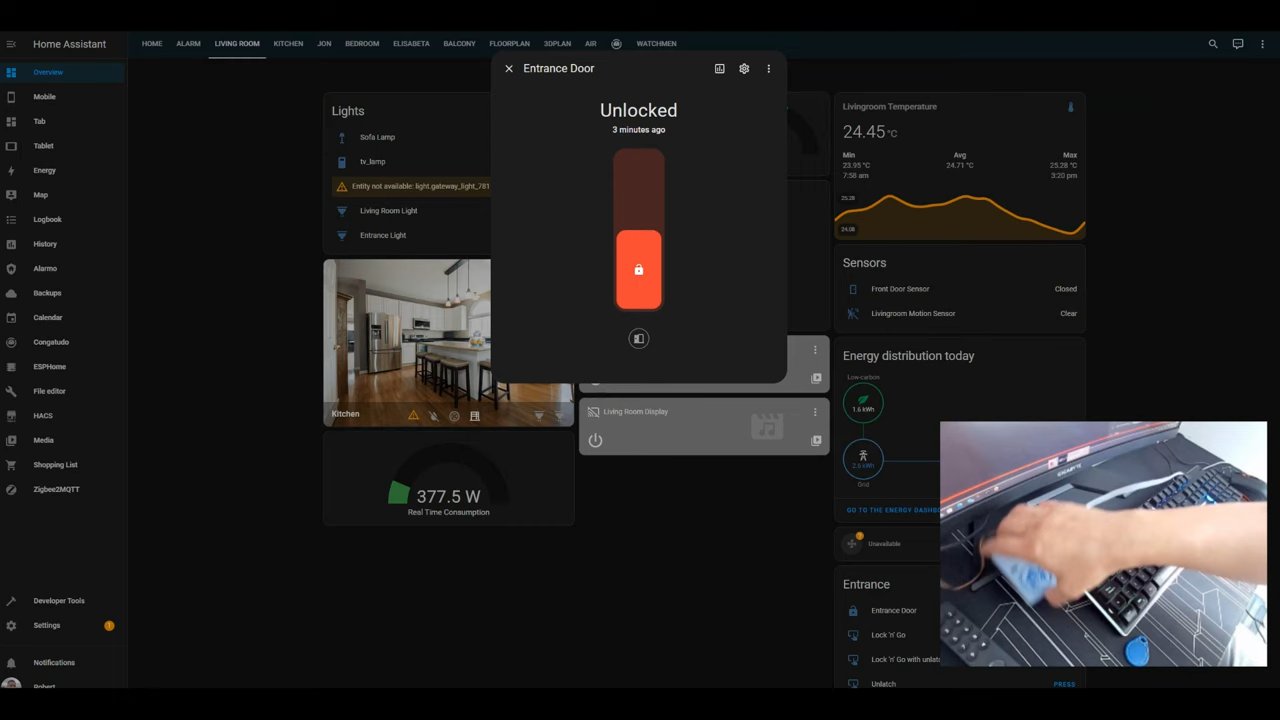 Home Assistant
HOME
ALARM
LIVING ROOM
KITCHEN
JON
BEDROOM
ELISABETA
BALCONY
FLOORPLAN
3DPLAN
AIR
WATCHMEN
Overview
Mobile
Tab
Tablet
Energy
Map
Logbook
History
Alarmo
Backups
Calendar
Congatudo
ESPHome
File editor
HACS
Media
Shopping List
Zigbee2MQTT
Developer Tools
Settings
1
Notifications
Robert
Lights
Sofa Lamp
tv_lamp
Entity not available: light.gateway_light_781
Living Room Light
Entrance Light
Kitchen
377.5 W
Real Time Consumption
Entrance Door
Unlocked
3 minutes ago
Living Room Display
Livingroom Temperature
24.45 °C
Min
Avg
Max
23.95 °C
24.71 °C
25.28 °C
7:58 am
3:20 pm
25.28
24.08
Sensors
Front Door Sensor
Closed
Livingroom Motion Sensor
Clear
Energy distribution today
Low-carbon
1.6 kWh
2.6 kWh
Grid
GO TO THE ENERGY DASHB
Unavailable
Entrance
Entrance Door
Lock 'n' Go
Lock 'n' Go with unlatc
Unlatch
PRESS
GIGABYTE